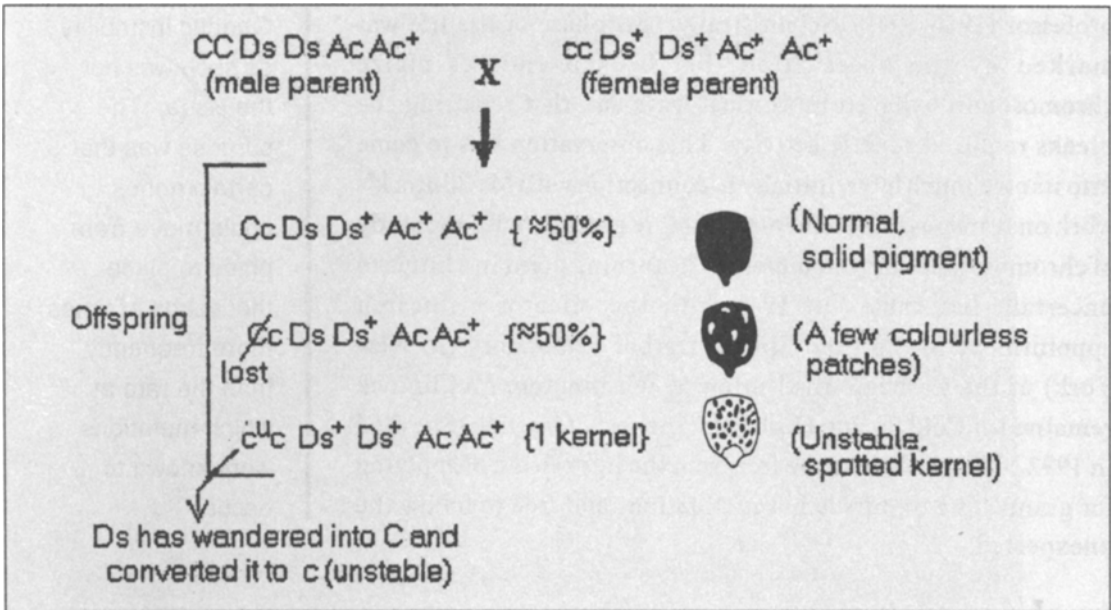 CC Ds Ds Ac Ac⁺ X cc Ds⁺ Ds⁺ Ac⁺ Ac⁺
(male parent) (female parent)
Cc Ds Ds⁺ Ac⁺ Ac⁺ {≈50%} (Normal,
solid pigment)
Offspring
Cc Ds Ds⁺ Ac Ac⁺ {≈50%} (A few colourless
patches)
lost
cᵘc Ds⁺ Ds⁺ Ac Ac⁺ {1 kernel} (Unstable,
spotted kernel)
Ds has wandered into C and
converted it to c (unstable)